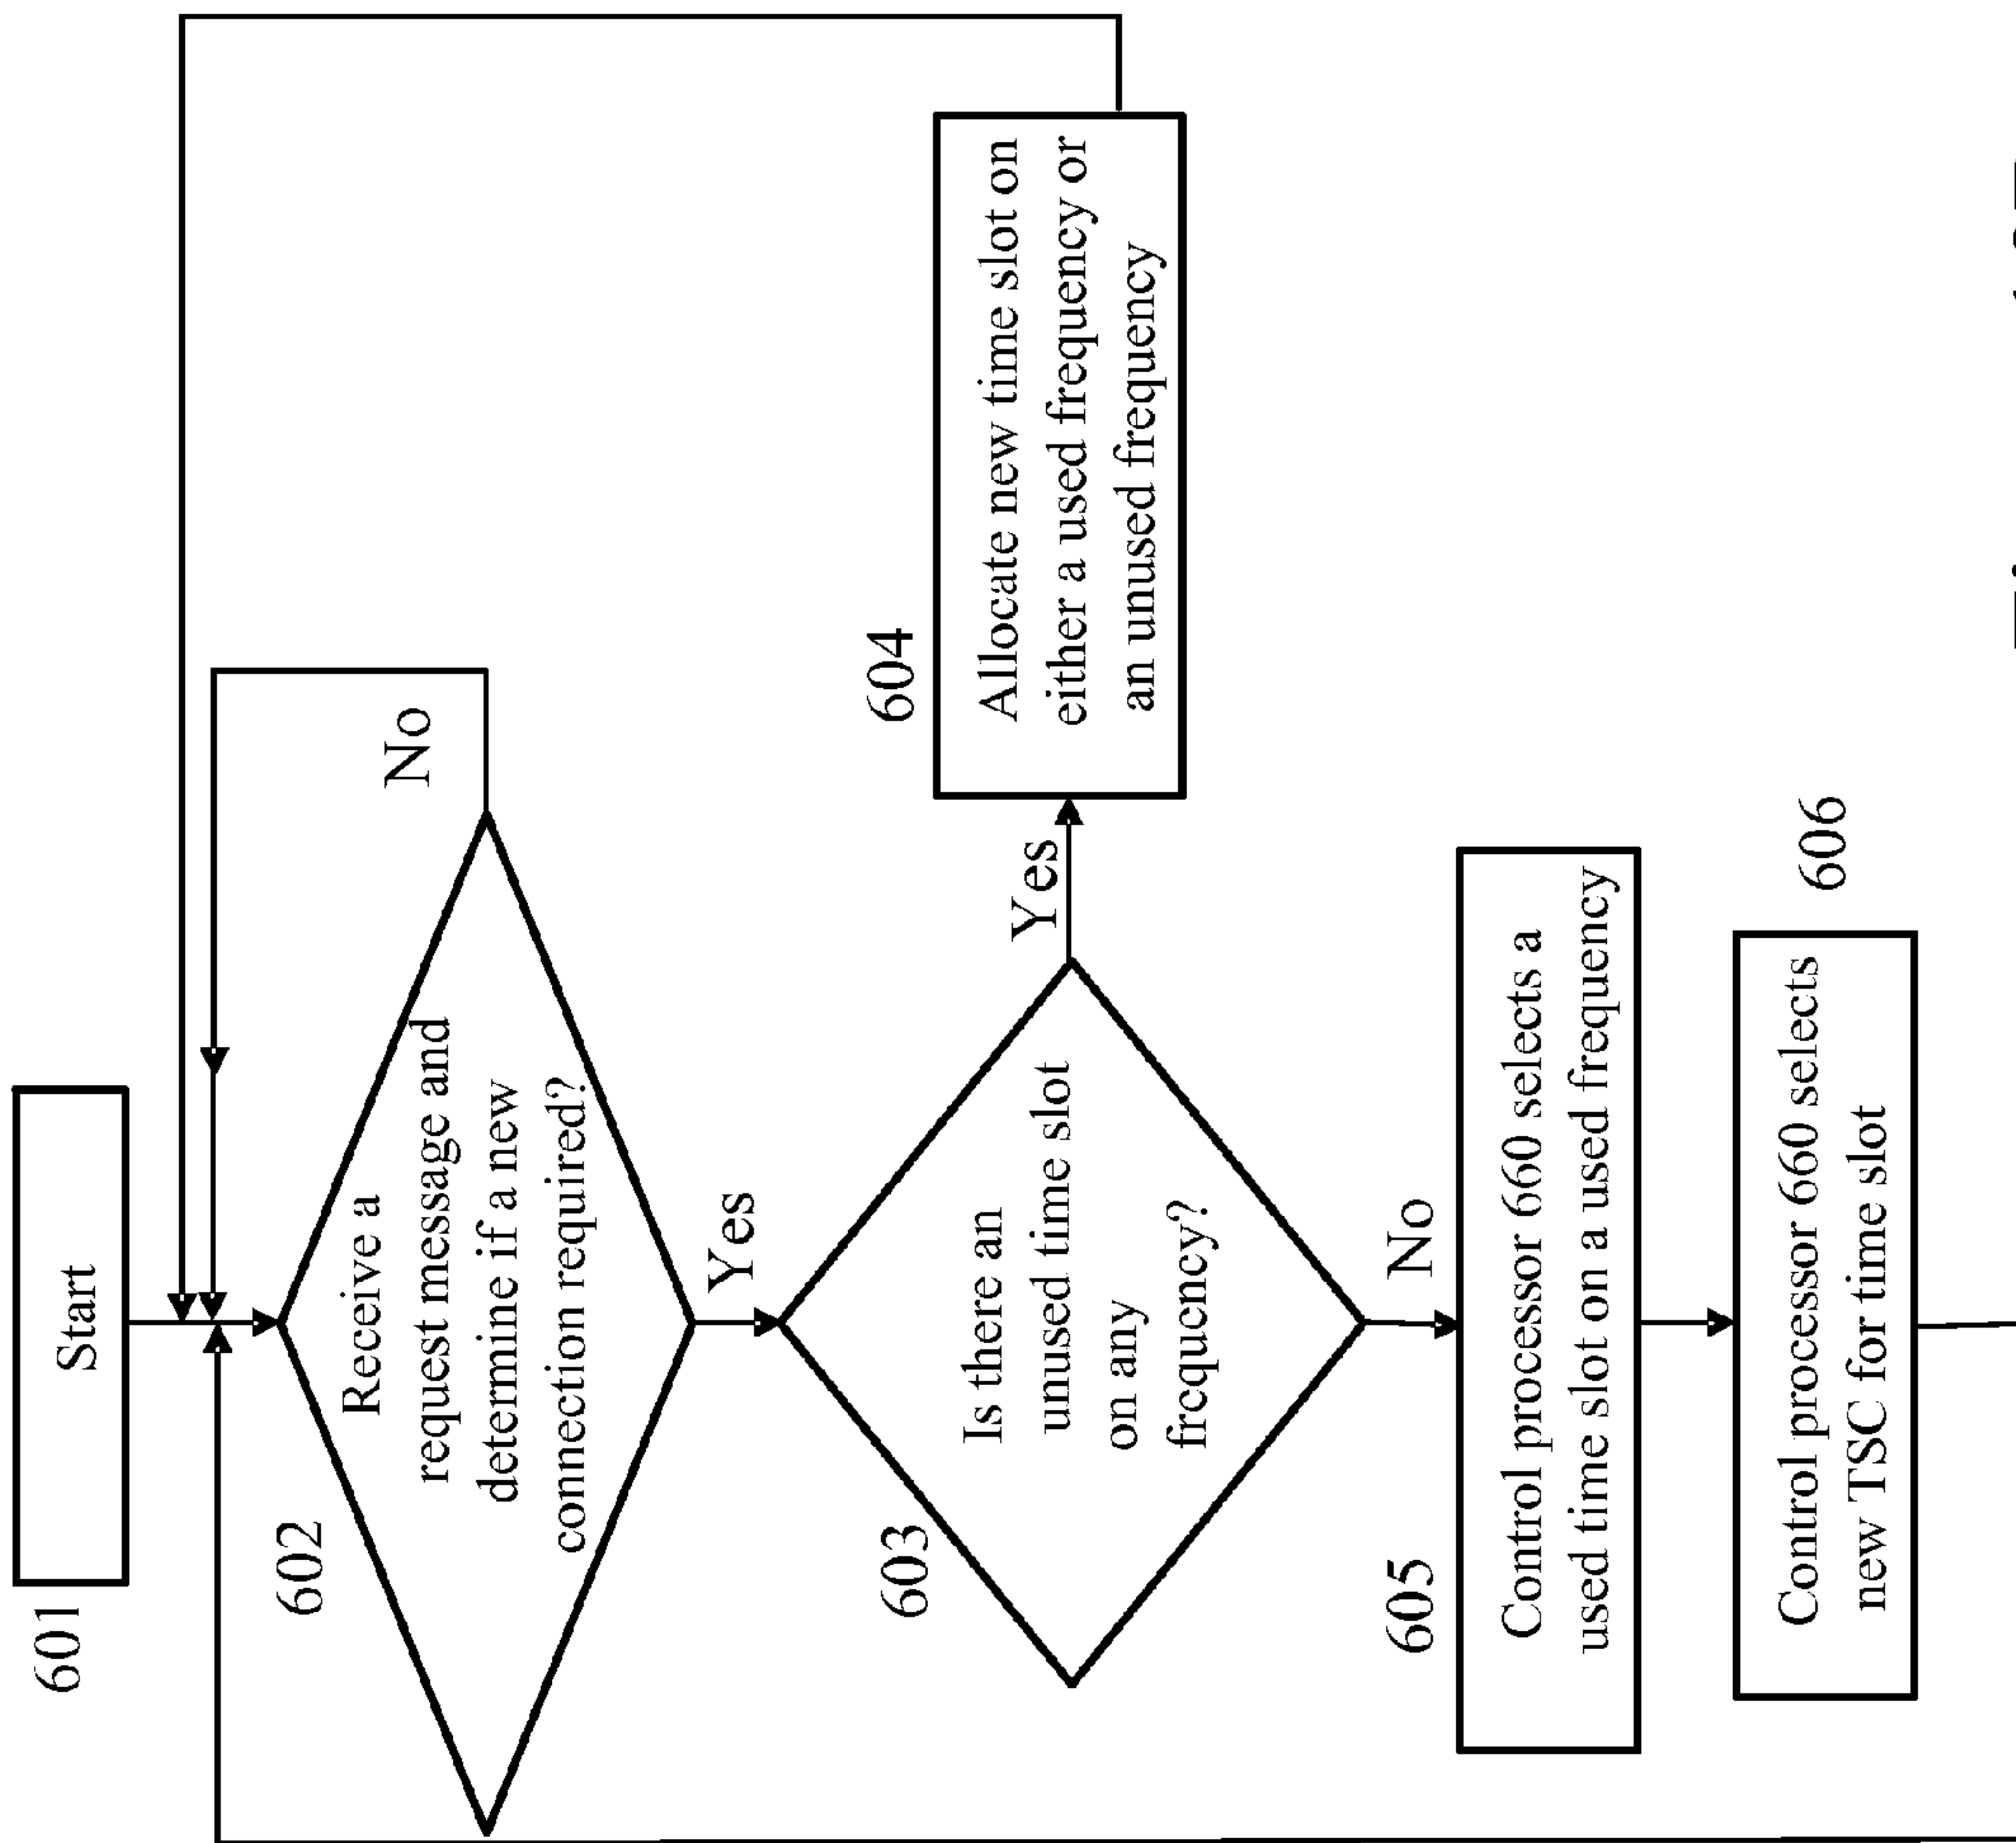 601
Start
602
Receive a
request message and
determine if a new
connection required?
No
Yes
603
Is there an
unused time slot
on any
frequency?
Yes
604
Allocate new time slot on
either a used frequency or
an unused frequency
No
605
Control processor 660 selects a
used time slot on a used frequency
606
Control processor 660 selects
new TSC for time slot